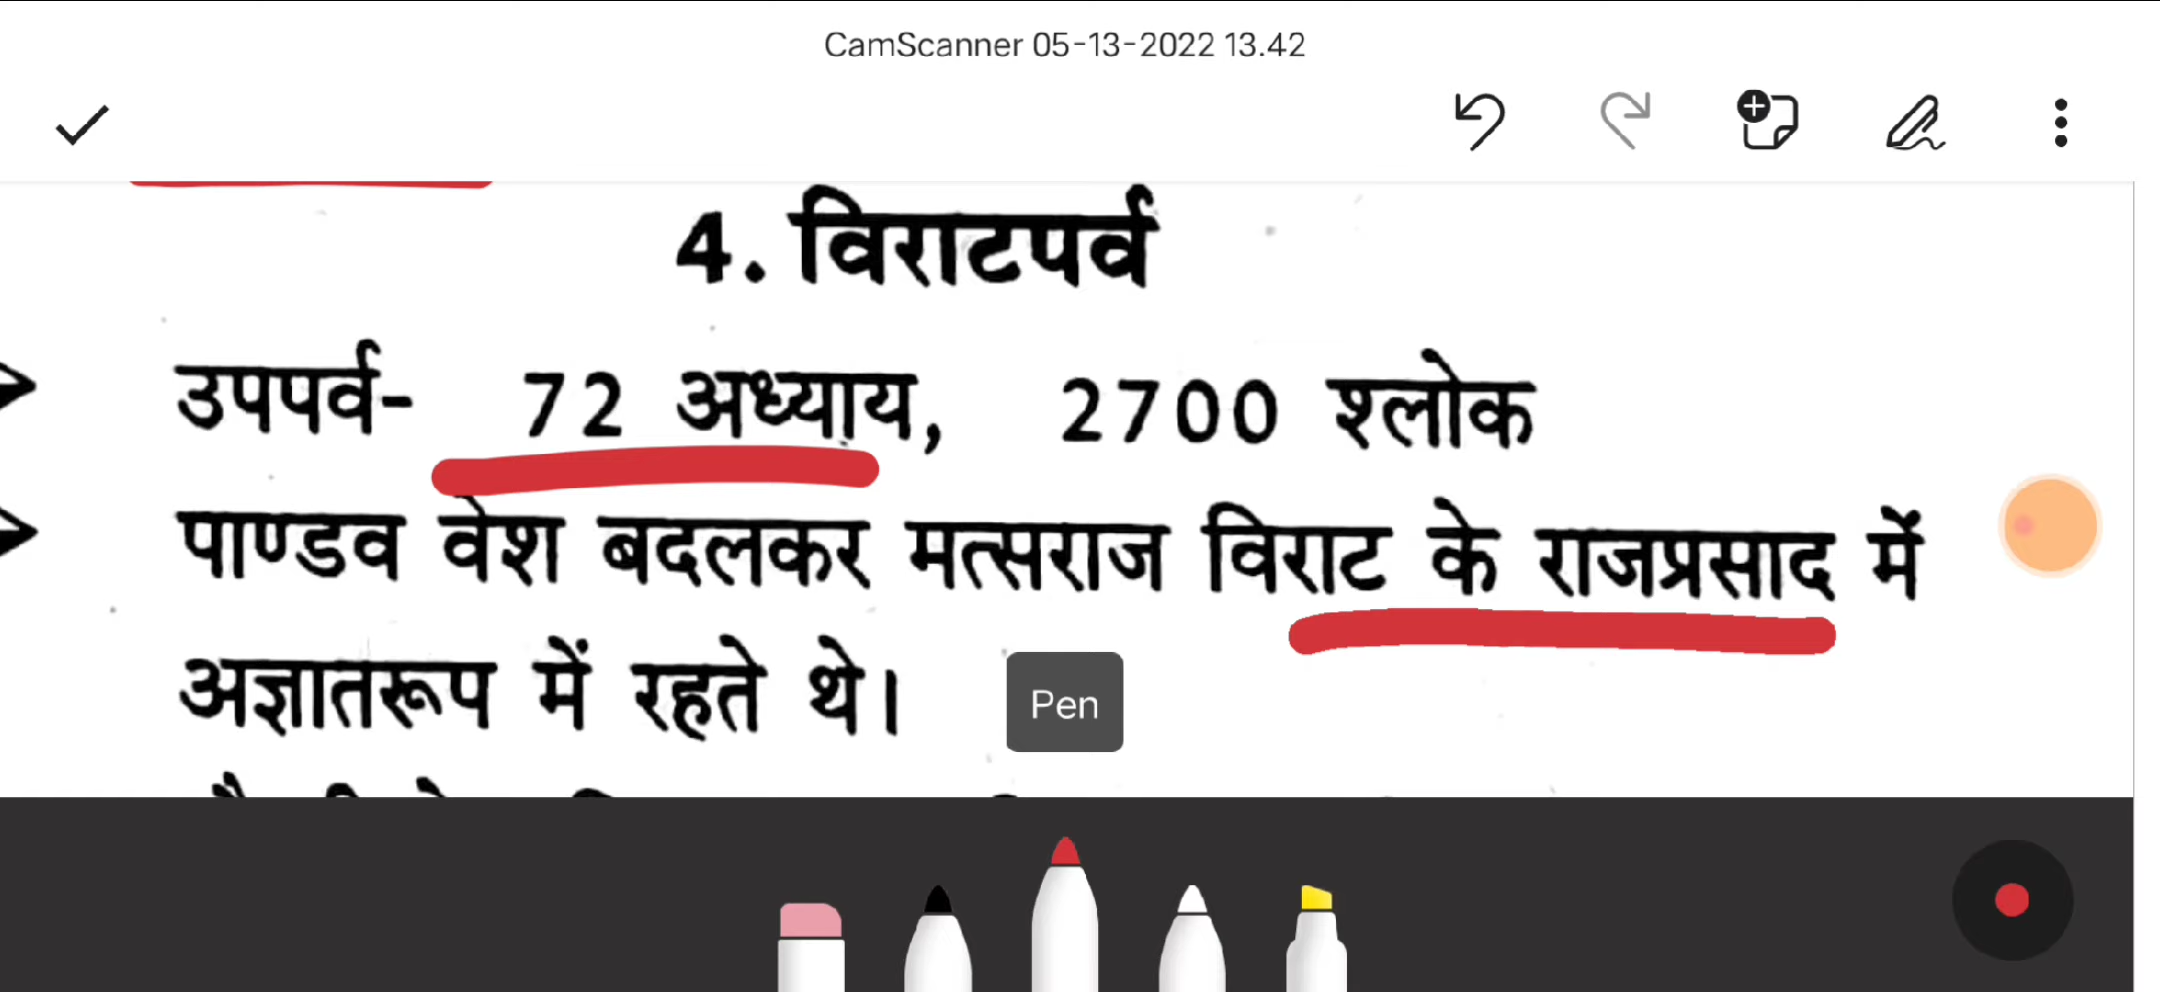 CamScanner 05-13-2022 13.42
4. विराटपर्व
उपपर्व- 72 अध्याय, 2700 श्लोक
पाण्डव वेश बदलकर मत्सराज विराट के राजप्रसाद में
अज्ञातरूप में रहते थे।
Pen